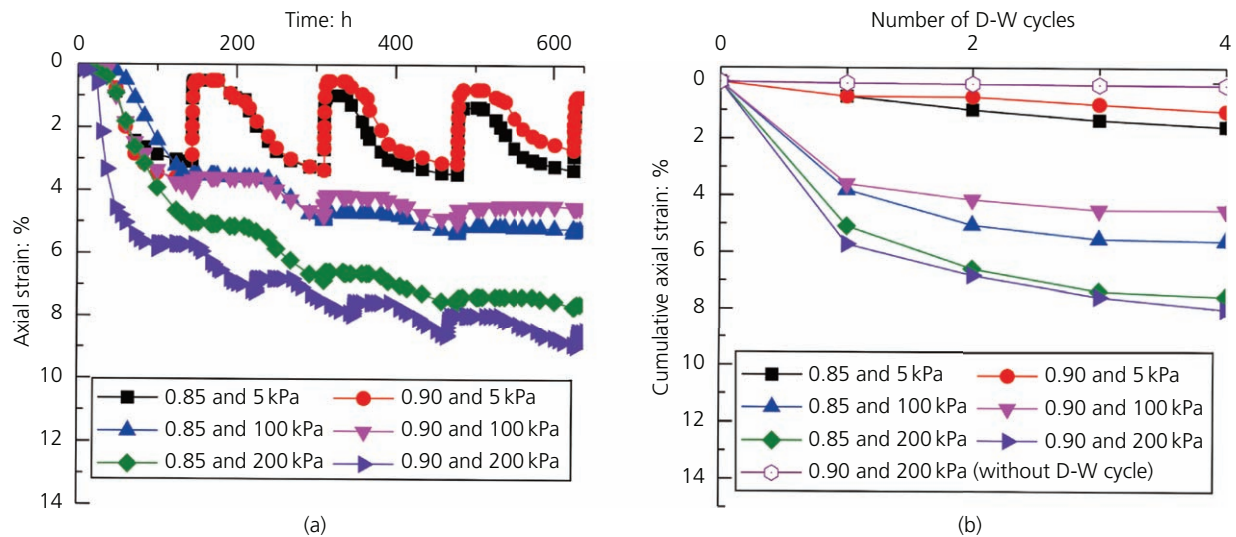 Time: h
0 200 400 600
0
2
4
6
8
10
12
14
Axial strain: %
0.85 and 5 kPa 0.90 and 5 kPa
0.85 and 100 kPa 0.90 and 100 kPa
0.85 and 200 kPa 0.90 and 200 kPa
(a)
Number of D-W cycles
0 2 4
0
2
4
6
8
10
12
14
Cumulative axial strain: %
0.85 and 5 kPa 0.90 and 5 kPa
0.85 and 100 kPa 0.90 and 100 kPa
0.85 and 200 kPa 0.90 and 200 kPa
0.90 and 200 kPa (without D-W cycle)
(b)